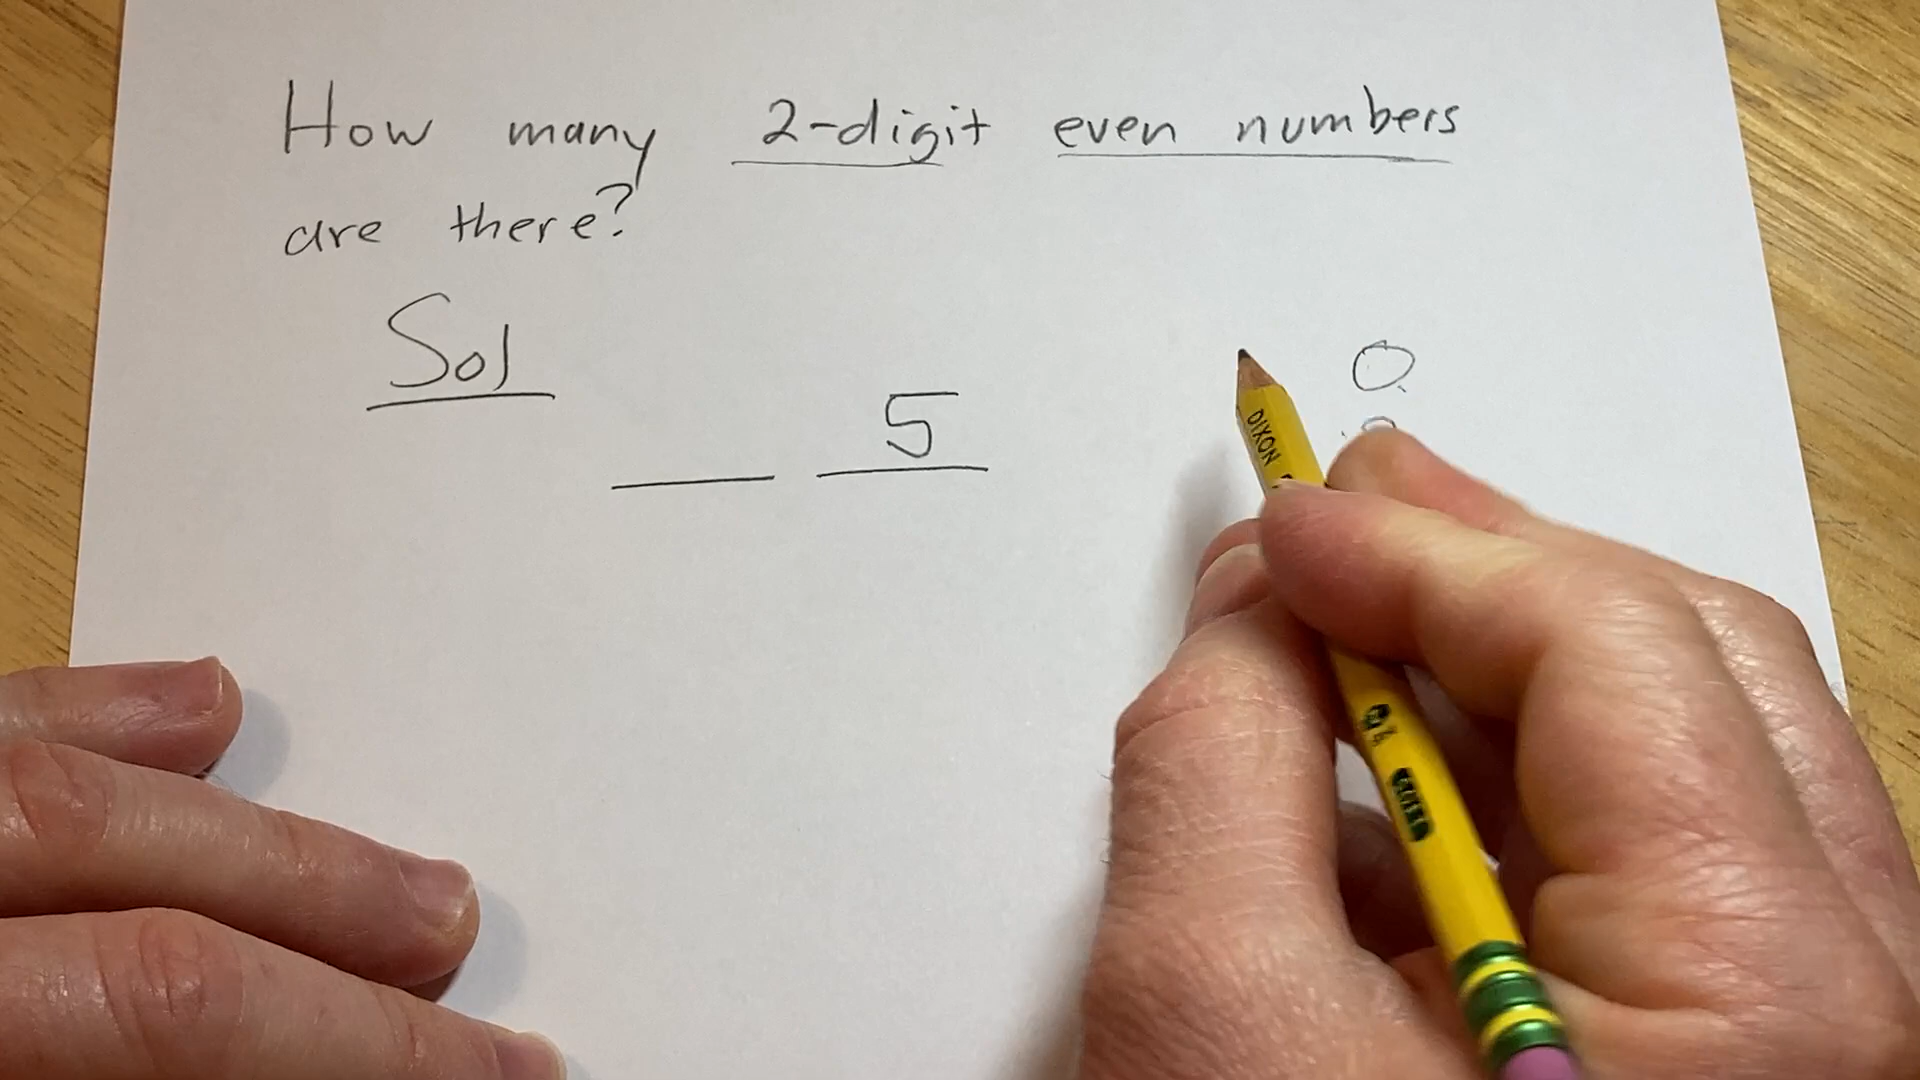 How many 2-digit even numbers
are there?
Sol
5
0
DIXON